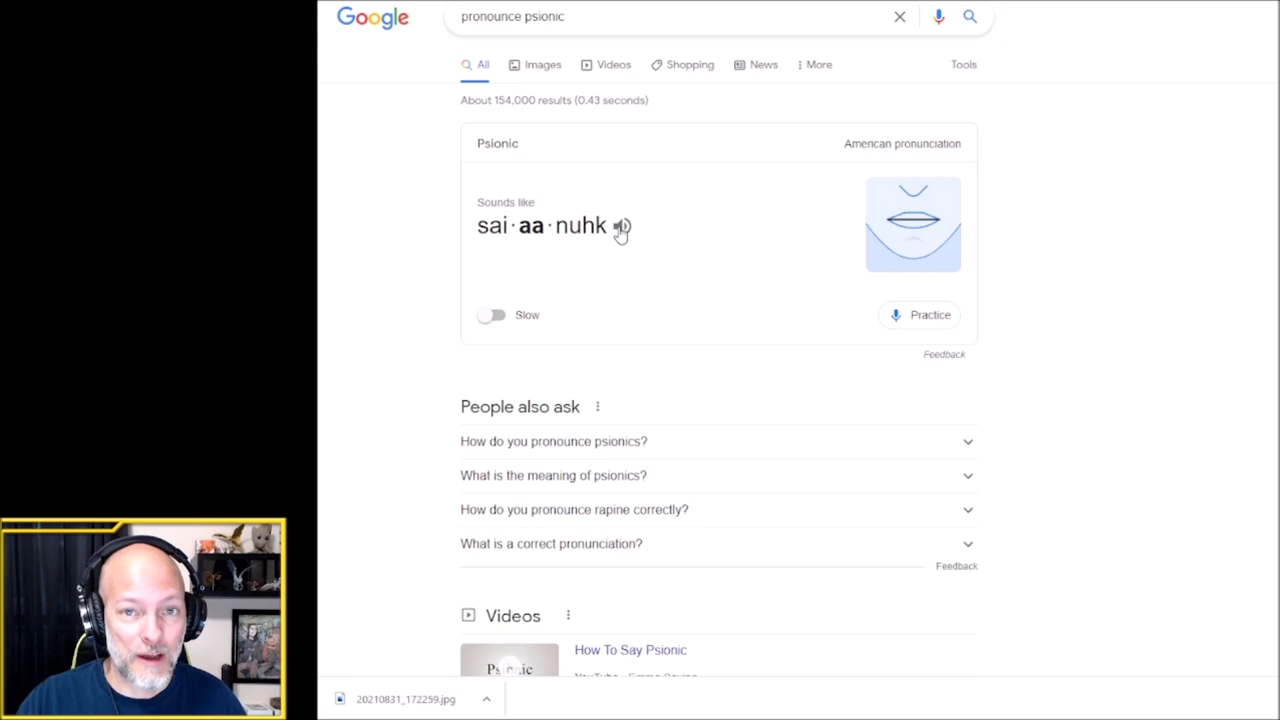 Google
pronounce psionic
All Images Videos Shopping News More Tools
About 154,000 results (0.43 seconds)
Psionic American pronunciation
Sounds like
sai·aa·nuhk
Slow Practice
Feedback
People also ask
How do you pronounce psionics?
What is the meaning of psionics?
How do you pronounce rapine correctly?
What is a correct pronunciation?
Feedback
Videos
How To Say Psionic
20210831_172259.jpg